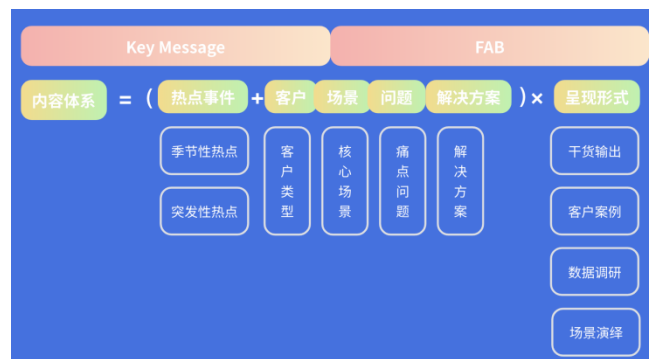 Key Message FAB
内容体系 = ( 热点事件 + 客户 场景 问题 解决方案 ) × 呈现形式
季节性热点
突发性热点
客户类型
核心场景
痛点问题
解决方案
干货输出
客户案例
数据调研
场景演绎